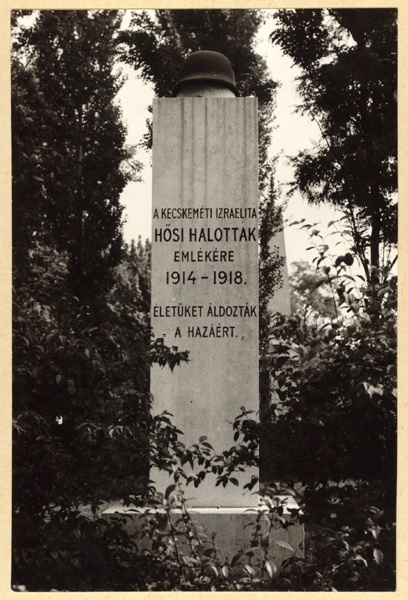 A KECSKEMÉTI IZRAELITA
HŐSI HALOTTAK
EMLÉKÉRE
1914-1918.
ÉLETÜKET ÁLDOZTÁK
A HAZÁÉRT.